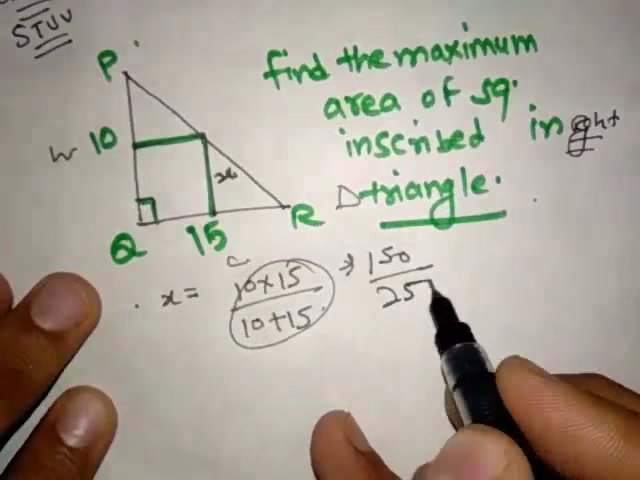 STUV
P
find the maximum
area of sq.
inscribed in right
triangle.
10
x
Q 15 R
x = 10×15 / 10+15 ⇒ 150 / 25